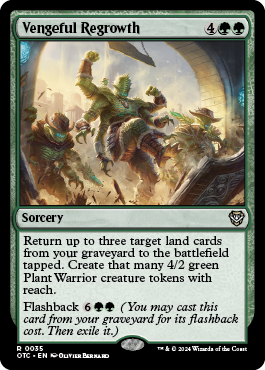 Vengeful Regrowth 4
Sorcery
Return up to three target land cards
from your graveyard to the battlefield
tapped. Create that many 4/2 green
Plant Warrior creature tokens with
reach.
Flashback 6 (You may cast this
card from your graveyard for its flashback
cost. Then exile it.)
R 0035
OTC • EN Olivier Bernard
™ & © 2024 Wizards of the Coast